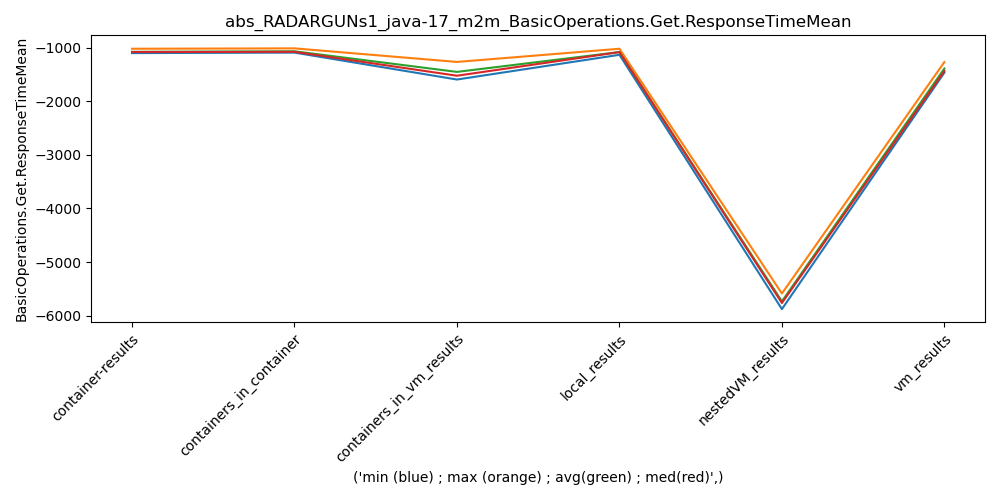 abs_RADARGUNs1_java-17_m2m_BasicOperations.Get.ResponseTimeMean
BasicOperations.Get.ResponseTimeMean
−1000
−2000
−3000
−4000
−5000
−6000
container-results
containers_in_container
containers_in_vm_results
local_results
nestedVM_results
vm_results
('min (blue) ; max (orange) ; avg(green) ; med(red)',)